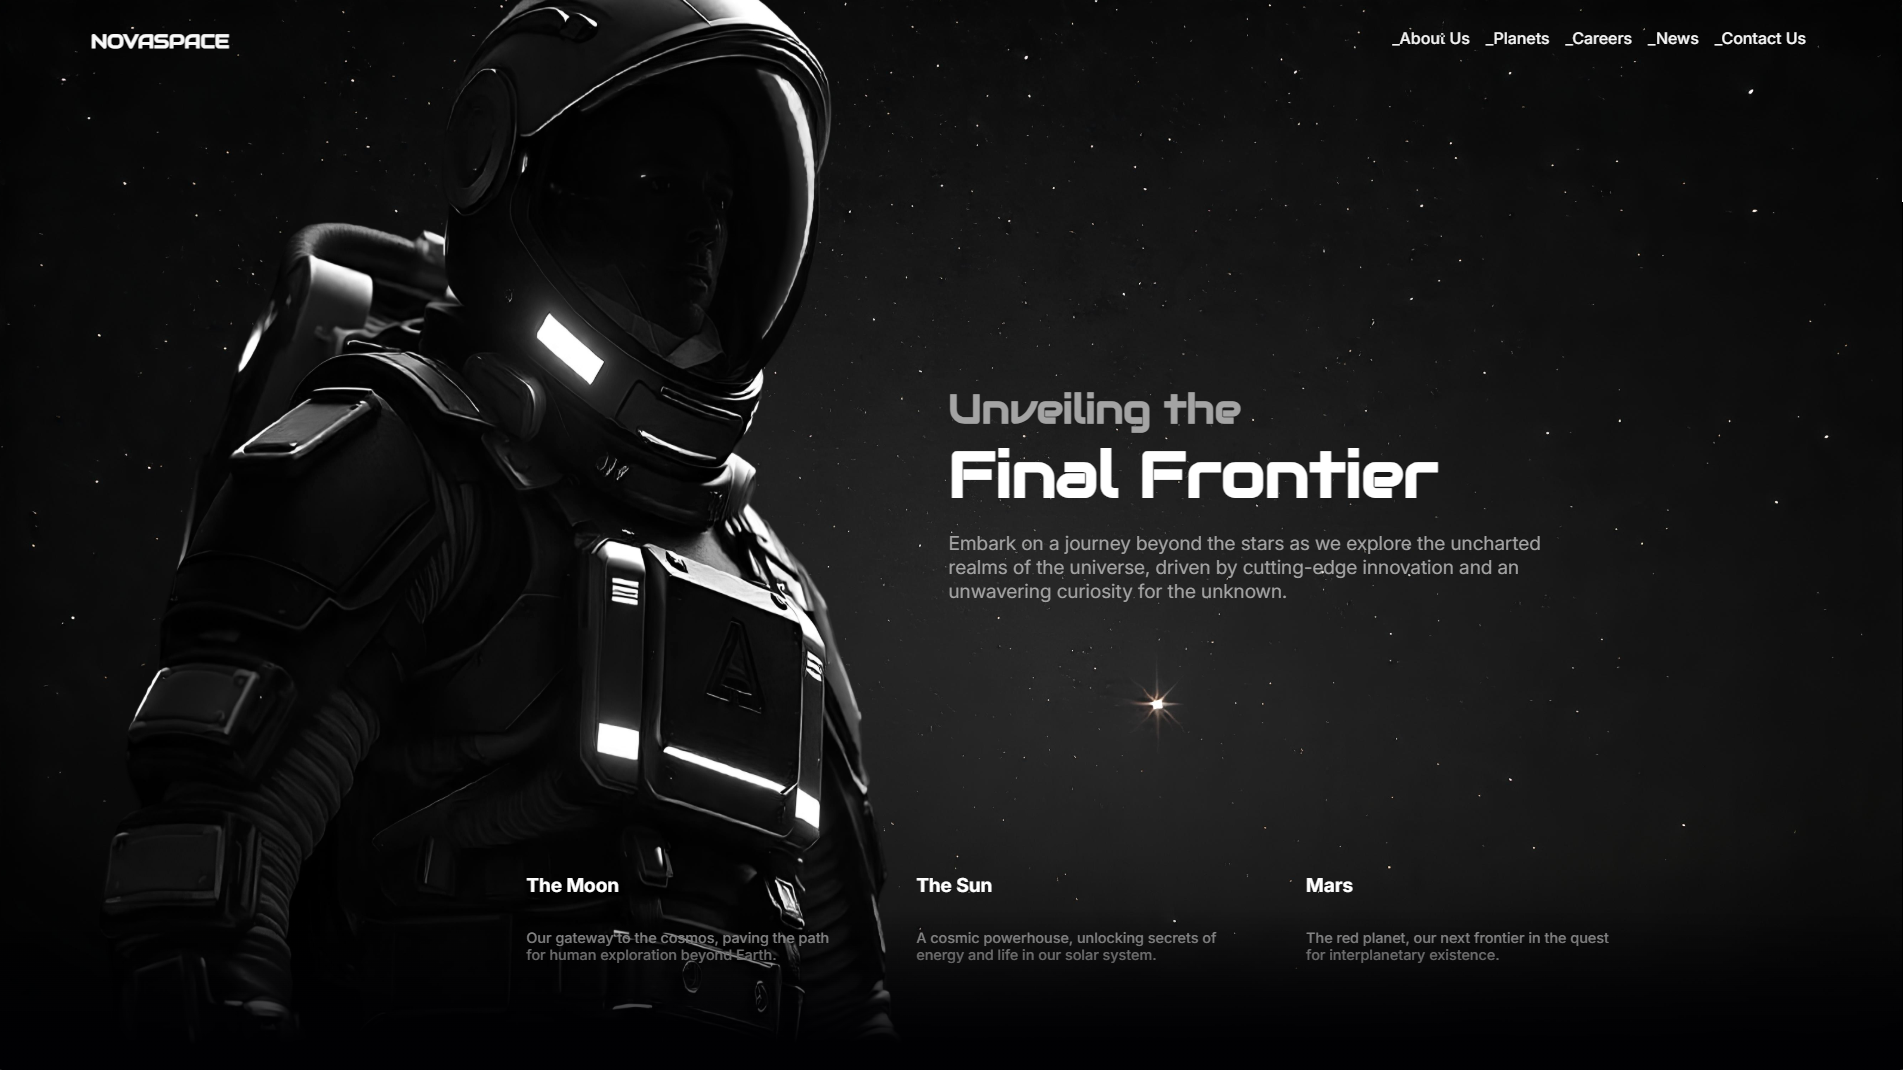 NOVASPACE
_About Us _Planets _Careers _News _Contact Us
Unveiling the
Final Frontier
Embark on a journey beyond the stars as we explore the uncharted
realms of the universe, driven by cutting-edge innovation and an
unwavering curiosity for the unknown.
A
The Moon
Our gateway to the cosmos, paving the path
for human exploration beyond Earth.
The Sun
A cosmic powerhouse, unlocking secrets of
energy and life in our solar system.
Mars
The red planet, our next frontier in the quest
for interplanetary existence.